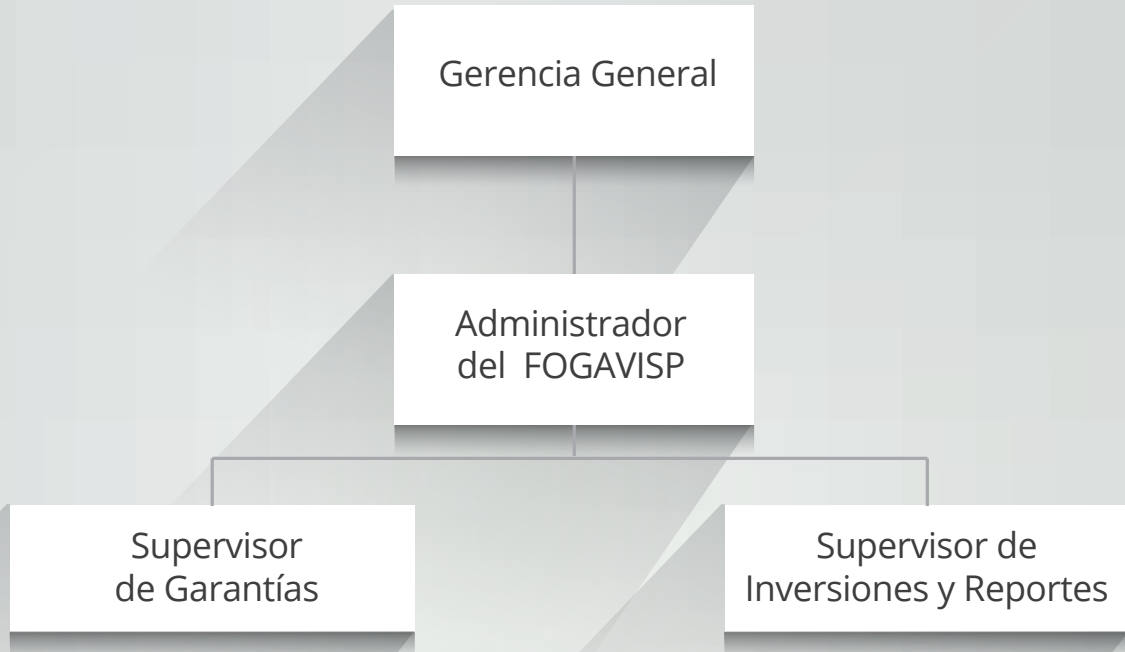 Gerencia General
Administrador
del FOGAVISP
Supervisor
de Garantías
Supervisor de
Inversiones y Reportes